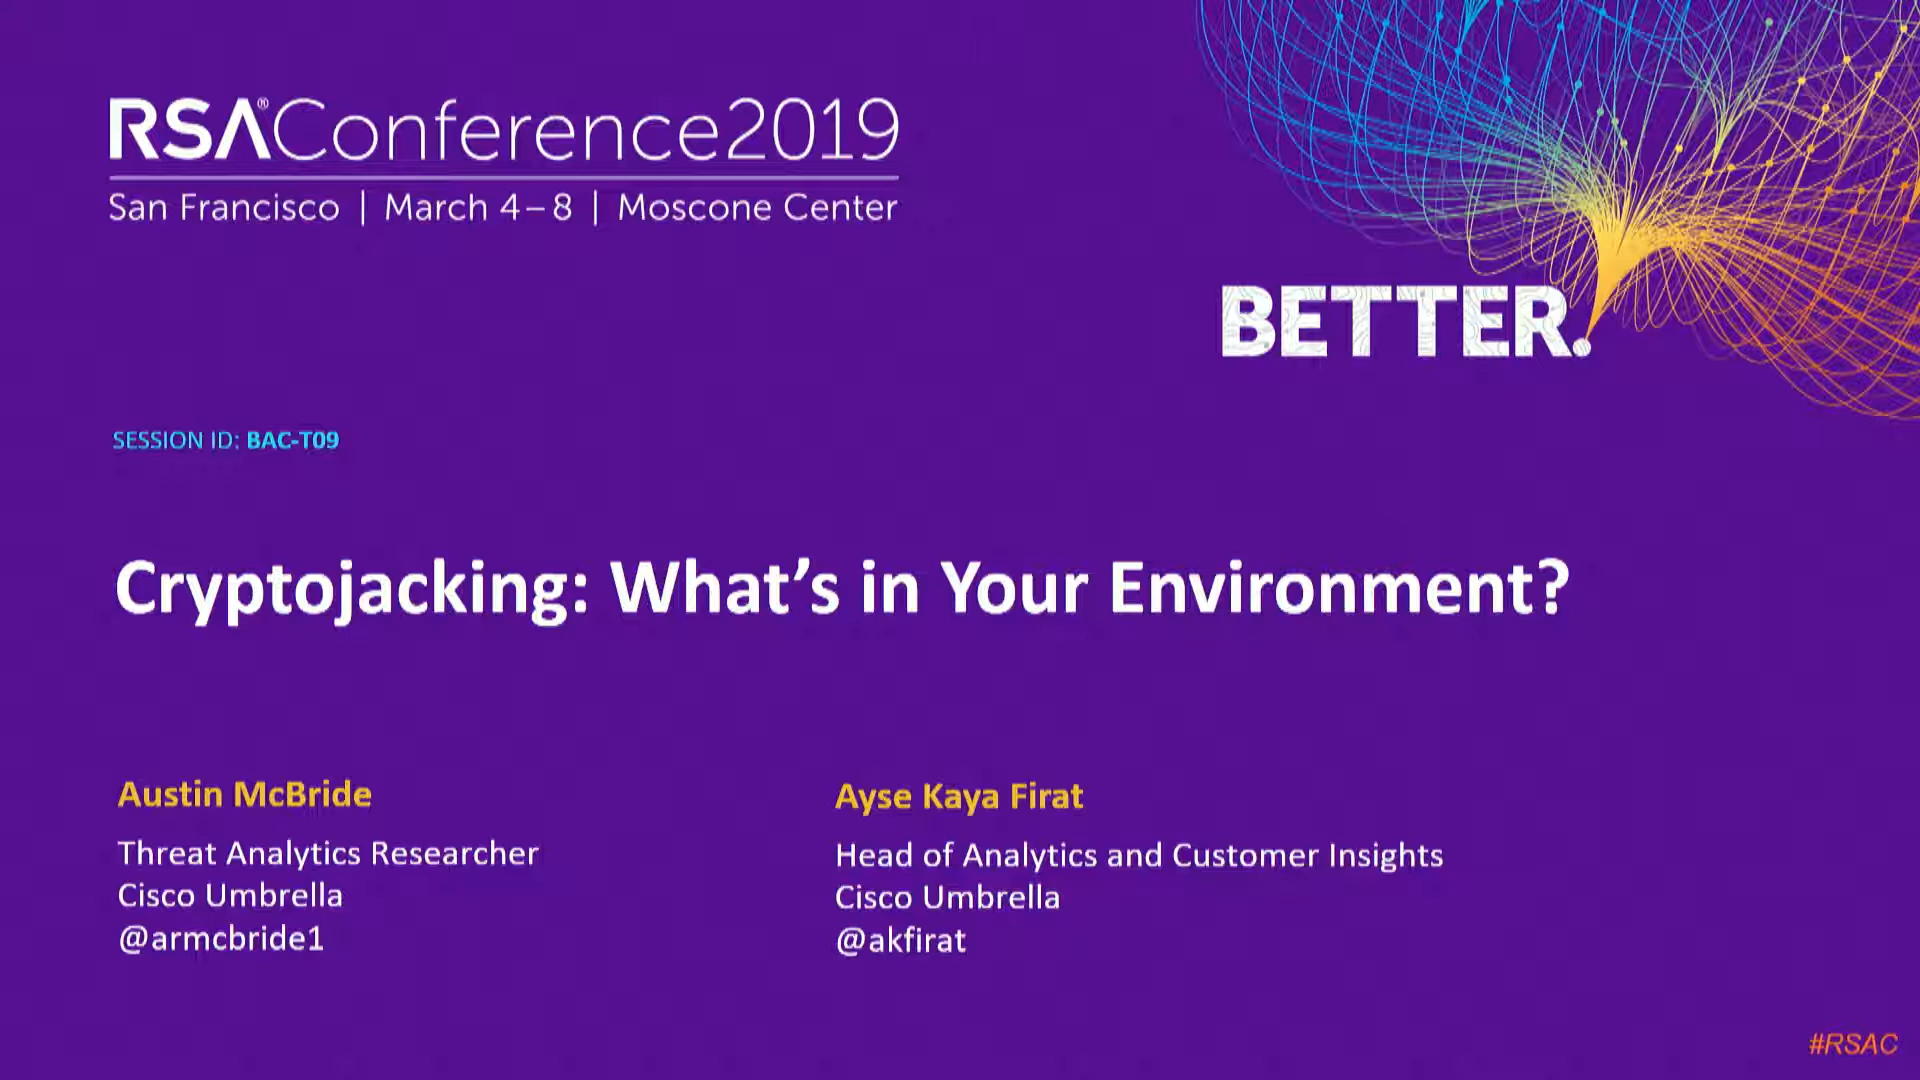 RSA®Conference2019
San Francisco | March 4–8 | Moscone Center
BETTER.
SESSION ID: BAC-T09
Cryptojacking: What’s in Your Environment?
Austin McBride
Threat Analytics Researcher
Cisco Umbrella
@armcbride1
Ayse Kaya Firat
Head of Analytics and Customer Insights
Cisco Umbrella
@akfirat
#RSAC